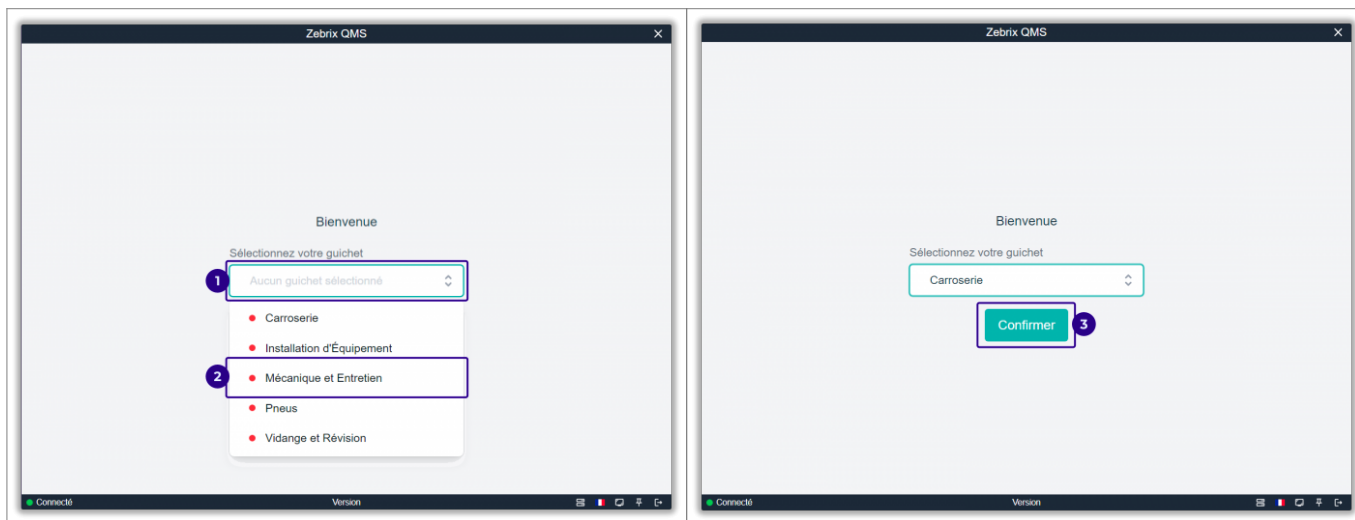 Zebrix QMS
Bienvenue
Sélectionnez votre guichet
1
Aucun guichet sélectionné
Carroserie
Installation d'Équipement
2
Mécanique et Entretien
Pneus
Vidange et Révision
Connecté
Version
Zebrix QMS
Bienvenue
Sélectionnez votre guichet
Carroserie
Confirmer
3
Connecté
Version